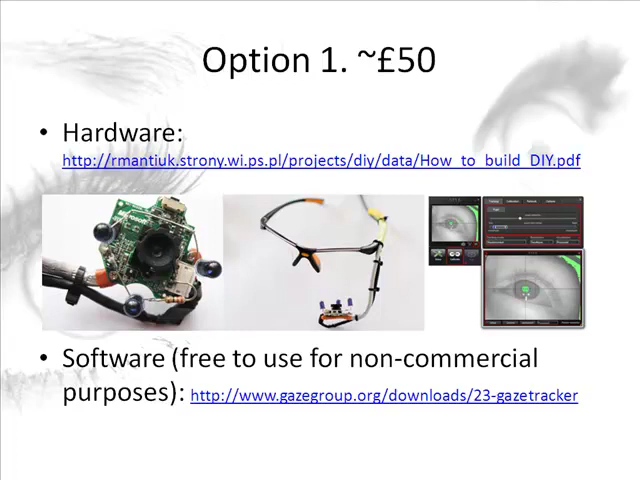 Option 1. ~£50
• Hardware:
http://rmantiuk.strony.wi.ps.pl/projects/diy/data/How_to_build_DIY.pdf
Microsoft
• Software (free to use for non-commercial
purposes): http://www.gazegroup.org/downloads/23-gazetracker